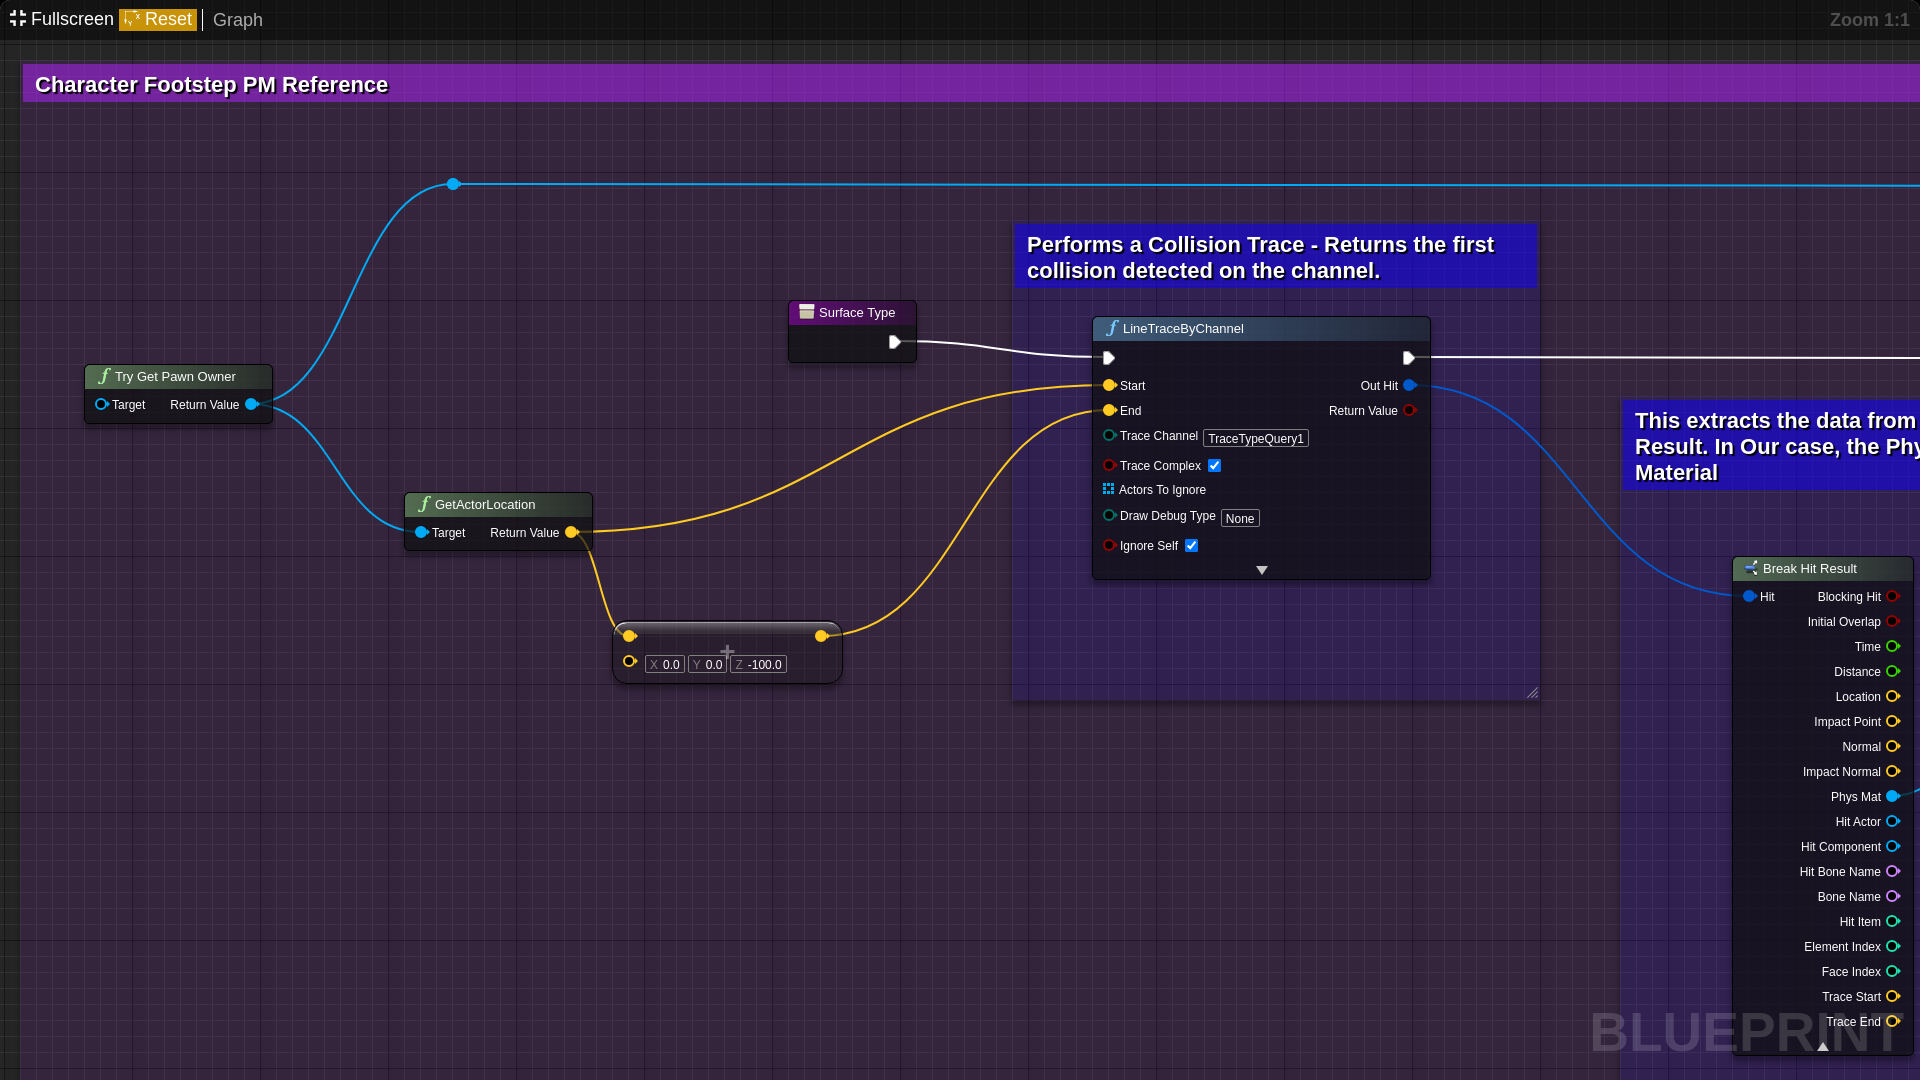 Fullscreen Reset Graph Zoom 1:1
Character Footstep PM Reference
Performs a Collision Trace - Returns the first
collision detected on the channel.
Surface Type
LineTraceByChannel
Start Out Hit
End Return Value
Trace Channel TraceTypeQuery1
Trace Complex
Actors To Ignore
Draw Debug Type None
Ignore Self
Try Get Pawn Owner
Target Return Value
GetActorLocation
Target Return Value
X 0.0 Y 0.0 Z -100.0
This extracts the data from
Result. In Our case, the Phy
Material
Break Hit Result
Hit Blocking Hit
Initial Overlap
Time
Distance
Location
Impact Point
Normal
Impact Normal
Phys Mat
Hit Actor
Hit Component
Hit Bone Name
Bone Name
Hit Item
Element Index
Face Index
Trace Start
Trace End
BLUEPRINT